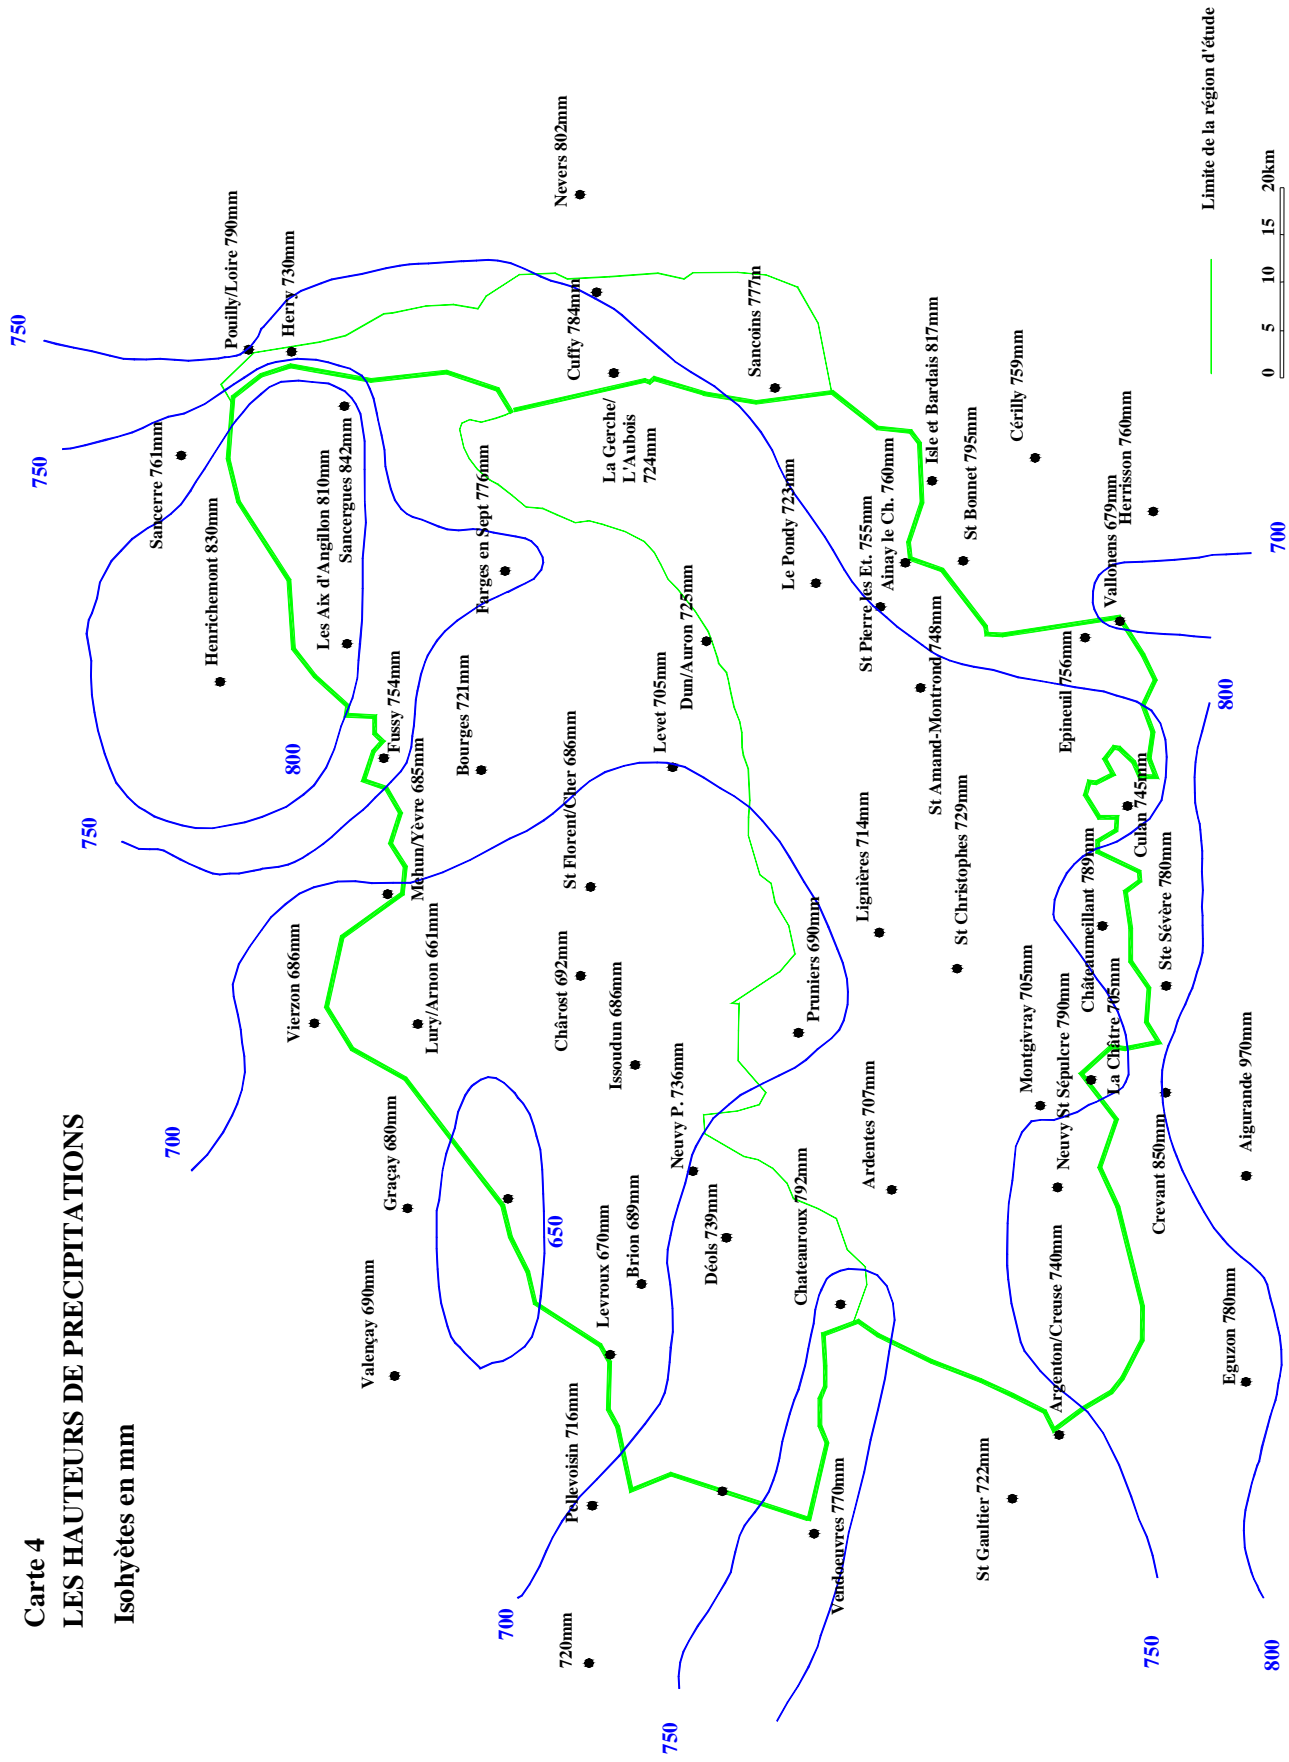 Carte 4
LES HAUTEURS DE PRECIPITATIONS
Isohyètes en mm
750
750
Pouilly/Loire 790mm
Herry 730mm
Sancerre 761mm
Henrichemont 830mm
Les Aix d'Angillon 810mm
Sancergues 842mm
Nevers 802mm
Cuffy 784mm
La Gerche/
L'Aubois
724mm
Farges en Sept 776mm
Sancoins 777m
750
800
Fussy 754mm
Bourges 721mm
Mehun/Yèvre 685mm
St Florent/Cher 686mm
Levet 705mm
Dun/Auron 725mm
Le Pondy 723mm
St Pierre les Et. 755mm
Ainay le Ch. 760mm
Isle et Bardais 817mm
St Bonnet 795mm
Cérilly 759mm
Herrisson 760mm
Vallonens 679mm
700
700
Vierzon 686mm
Lury/Arnon 661mm
Chârost 692mm
Issoudun 686mm
Neuvy P. 736mm
Pruniers 690mm
Lignières 714mm
St Amand-Montrond 748mm
St Christophes 729mm
Epineuil 756mm
Culan 745mm
Châteaumeillant 789mm
Ste Sévère 780mm
800
Graçay 680mm
Valençay 690mm
650
Levroux 670mm
Brion 689mm
Déols 739mm
Chateauroux 792mm
Ardentes 707mm
Montgivray 705mm
Neuvy St Sépulcre 790mm
La Châtre 705mm
Crevant 850mm
Aigurande 970mm
Pellevoisin 716mm
720mm
700
Vendoeuvres 770mm
750
St Gaultier 722mm
Argenton/Creuse 740mm
Eguzon 780mm
750
800
Limite de la région d'étude
0 5 10 15 20km